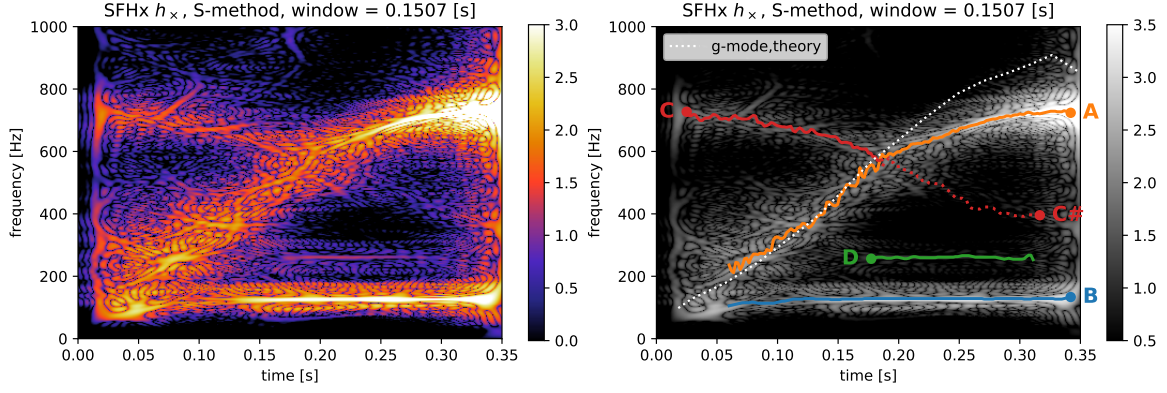 SFHx h×, S-method, window = 0.1507 [s]
1000
800
600
400
200
0
frequency [Hz]
0.00 0.05 0.10 0.15 0.20 0.25 0.30 0.35
time [s]
3.0
2.5
2.0
1.5
1.0
0.5
0.0
SFHx h×, S-method, window = 0.1507 [s]
g-mode,theory
1000
800
600
400
200
0
frequency [Hz]
C
A
C#
D
B
0.00 0.05 0.10 0.15 0.20 0.25 0.30 0.35
time [s]
3.5
3.0
2.5
2.0
1.5
1.0
0.5